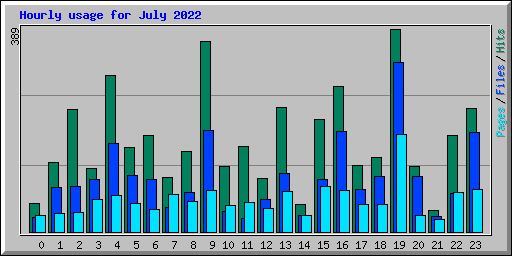 Hourly usage for July 2022
389
Pages/Files/Hits
0 1 2 3 4 5 6 7 8 9 10 11 12 13 14 15 16 17 18 19 20 21 22 23